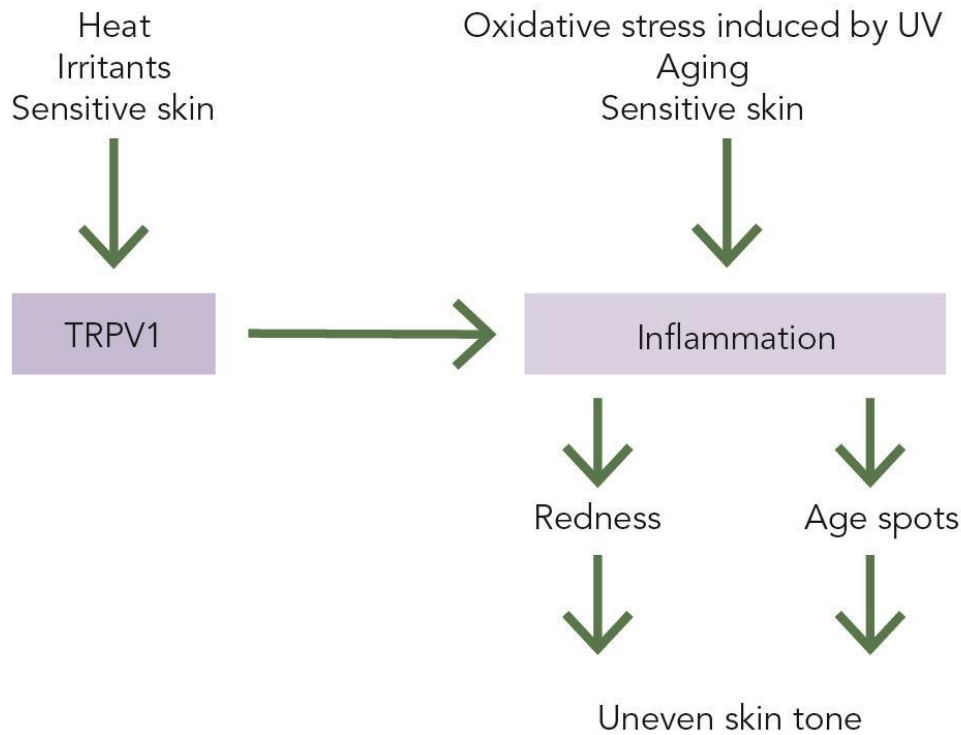 Heat
Irritants
Sensitive skin
Oxidative stress induced by UV
Aging
Sensitive skin
TRPV1
Inflammation
Redness
Age spots
Uneven skin tone